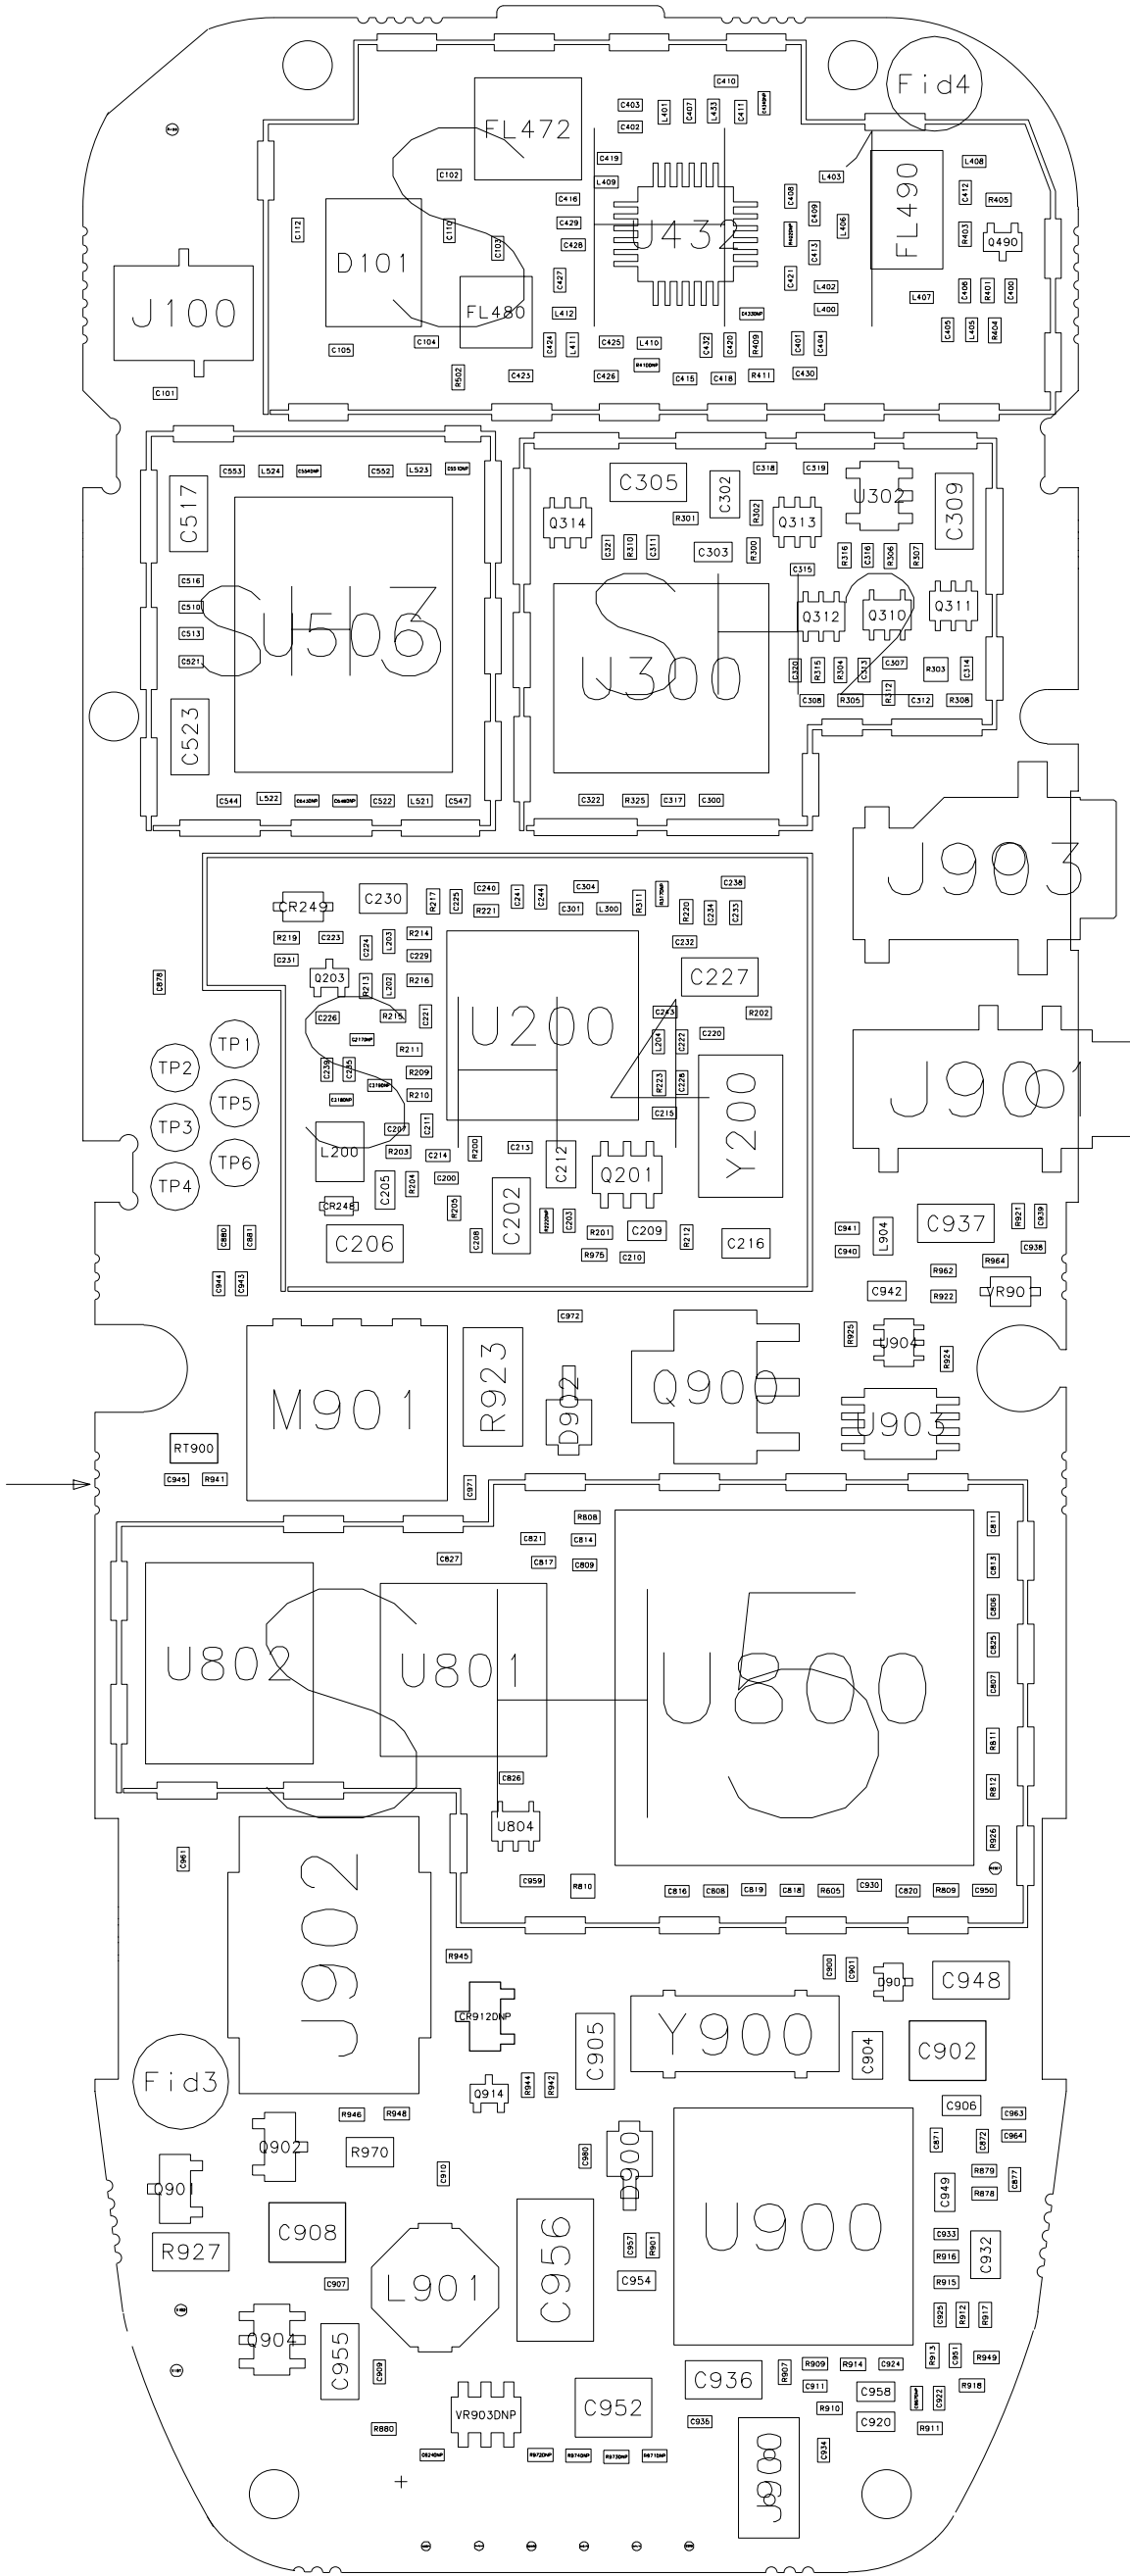 C410
Fid4
C403 L401 C407 L433 C411
FL472 C402
C419 L408
C102 L409 L403
C416 C408 C412 R405
C112 C110 C429 U432 C409 L406 FL490 R403
C103 C428 C413 Q490
D101 C427 C421 L402 C406 R401 C400
J100 FL480 L412 L400 L407
C105 C104 C424 L411 C425 L410 C432 C420 R409 C401 C404 C405 L405 R404
R502 C423 C426 C415 C418 R411 C430
C101
C553 L524 C552 L523 C318 C319
C517 C305 C302 U302 C309
Q314 R301 R302 Q313
C321 R310 C311 C303 R300 R316 C316 R306 R307
C516 C315
C510 Q312 Q310 Q311
C513 SU506 SH
C521 U300 C320 R315 R304 C313 C307 R303 C314
C308 R305 R312 C312 R308
C523
C544 L522 C522 L521 C547 C322 R325 C317 C300
J903
CR249 C230 R217 C225 C240 C241 C244 C304 C238
R221 C301 L300 R311 R220 C234 C233
R219 C223 C224 L203 R214 C232
C231 C229
C878 Q203 R213 L202 R216 C227
C226 R215 C221 U200 C243 R202
TP1 L204 C222 C220
TP2 C239 C235 R211
R209 R223 C228 Y200 J901
TP5 R210
TP3 C207 C211 C215
L200 R203 C214 R200 C213 C212
TP6 Q201
TP4 CR248 C205 R204 C200
R205 C202 C203 C937 R921 C939
C880 C881 C206 C208 R201 C209 R212 C216 C941 L904
R975 C210 C940 C938
C944 C943 R962 R964
C942 R922 VR90
C972
R925 U904 R924
M901 R923 D902 Q900
U903
RT900
C945 R941 C971
R808 C811
C821 C814
C827 C817 C809 C813
C806
U802 U801 U800 C825
SH5 C807
R811
C826 R812
U804 R926
C961
C959 R810 C816 C808 C819 C818 R605 C930 C820 R809 C950
J902
R945 C900 C901
D901 C948
CR912DNP Y900
C905 C904 C902
Fid3 Q914 R944 R942
R946 R948 C906 C963
Q902 R970 C871 C872 C964
C980 D900 R879
Q901 C910 C949 R878 C877
C908 U900
R927 C956 C957 R901 C933 C932
R916
C907 L901 C954 R915
C925 R912 R917
Q904 C955
C909 R907 R909 R914 C924 R913 C951 R949
C936 C911 C958 C922 R918
VR903DNP C952 R910
R880 C935 C920 R911
C934
J900